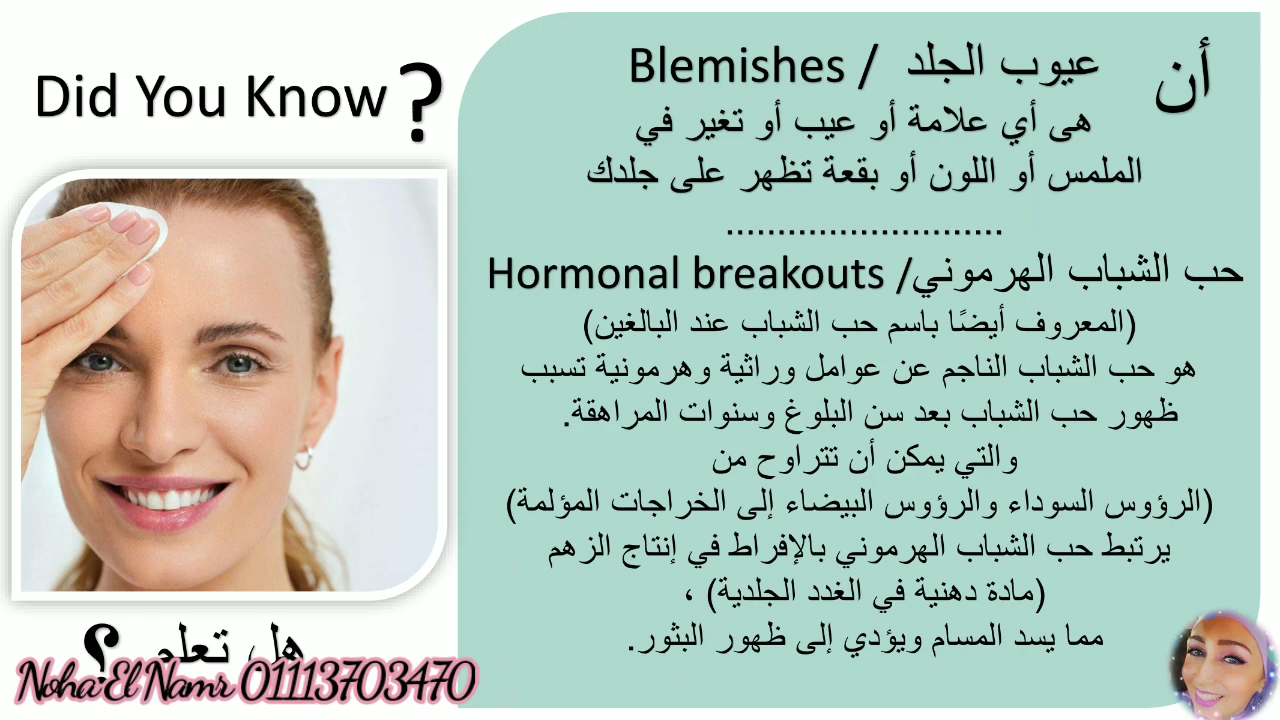 Did You Know ?
هل تعلم ؟
Noha El Namr 01113703470
أن
عيوب الجلد / Blemishes
هى أي علامة أو عيب أو تغير في
الملمس أو اللون أو بقعة تظهر على جلدك
...........................
حب الشباب الهرموني/ Hormonal breakouts
(المعروف أيضًا باسم حب الشباب عند البالغين)
هو حب الشباب الناجم عن عوامل وراثية وهرمونية تسبب
ظهور حب الشباب بعد سن البلوغ وسنوات المراهقة.
والتي يمكن أن تتراوح من
(الرؤوس السوداء والرؤوس البيضاء إلى الخراجات المؤلمة)
يرتبط حب الشباب الهرموني بالإفراط في إنتاج الزهم
(مادة دهنية في الغدد الجلدية) ،
مما يسد المسام ويؤدي إلى ظهور البثور.